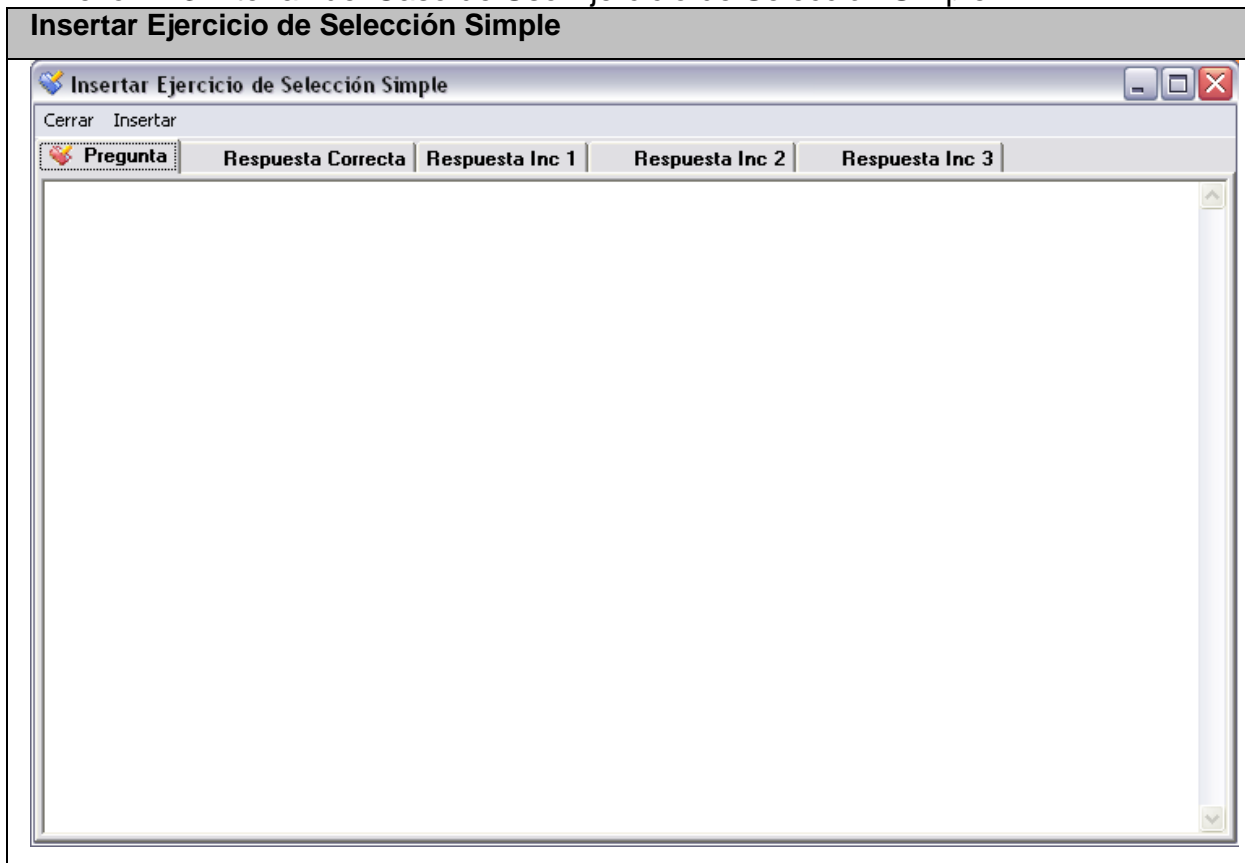 Insertar Ejercicio de Selección Simple
Insertar Ejercicio de Selección Simple
Cerrar Insertar
Pregunta Respuesta Correcta Respuesta Inc 1 Respuesta Inc 2 Respuesta Inc 3